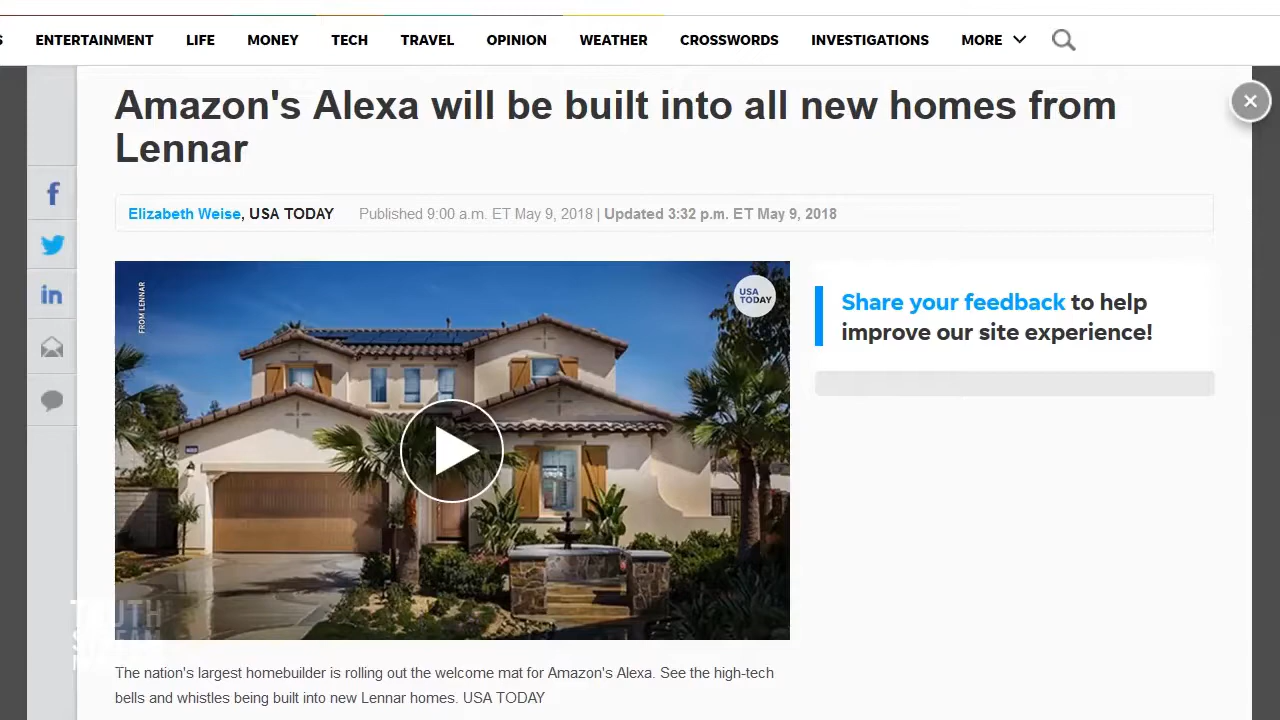 S ENTERTAINMENT LIFE MONEY TECH TRAVEL OPINION WEATHER CROSSWORDS INVESTIGATIONS MORE
Amazon's Alexa will be built into all new homes from
Lennar
Elizabeth Weise, USA TODAY Published 9:00 a.m. ET May 9, 2018 | Updated 3:32 p.m. ET May 9, 2018
FROM LENNAR
USA
TODAY
Share your feedback to help
improve our site experience!
TRUTH
STREAM
The nation's largest homebuilder is rolling out the welcome mat for Amazon's Alexa. See the high-tech
bells and whistles being built into new Lennar homes. USA TODAY